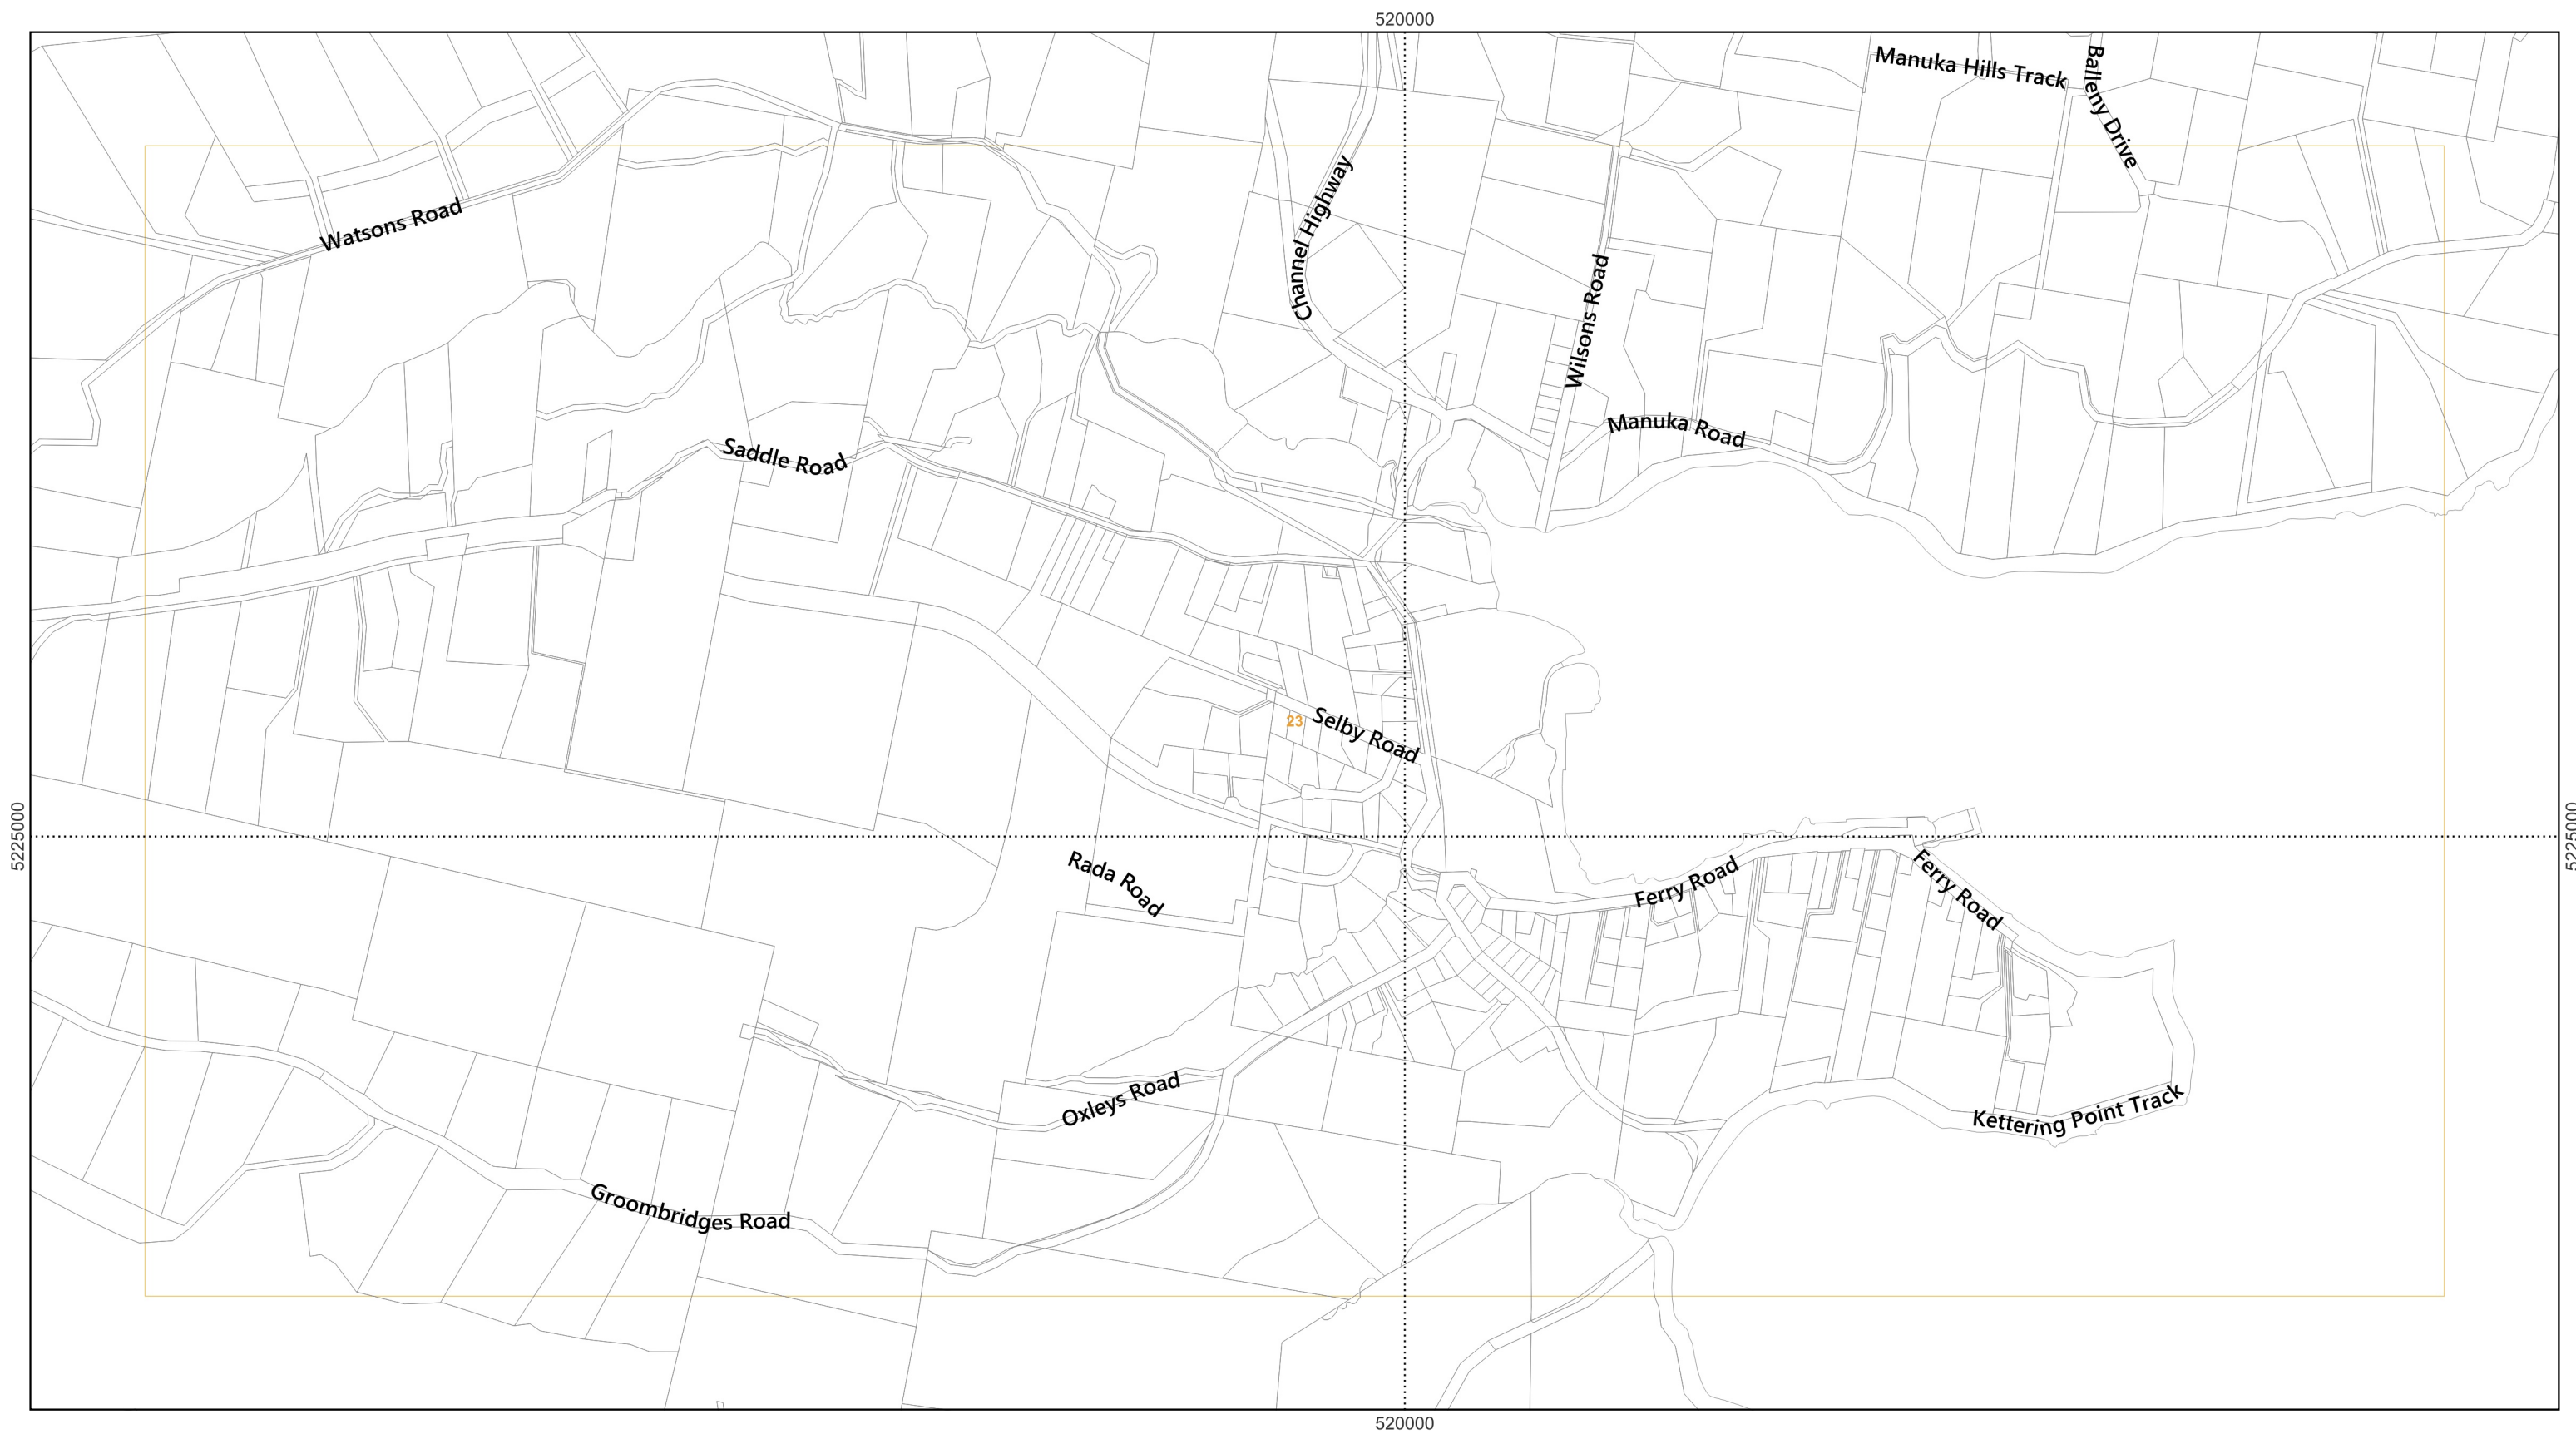 520000
Manuka Hills Track
Balleny Drive
Watsons Road
Channel Highway
Wilsons Road
Manuka Road
Saddle Road
23
Selby Road
5225000
5225000
Rada Road
Ferry Road
Ferry Road
Oxleys Road
Kettering Point Track
Groombridges Road
520000